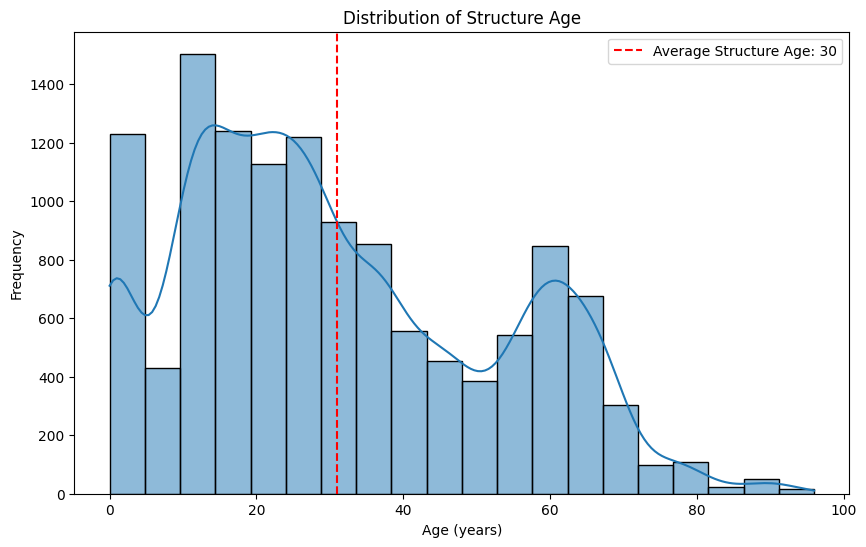 Distribution of Structure Age
Average Structure Age: 30
1400
1200
1000
800
600
400
200
0
Frequency
0 20 40 60 80 100
Age (years)